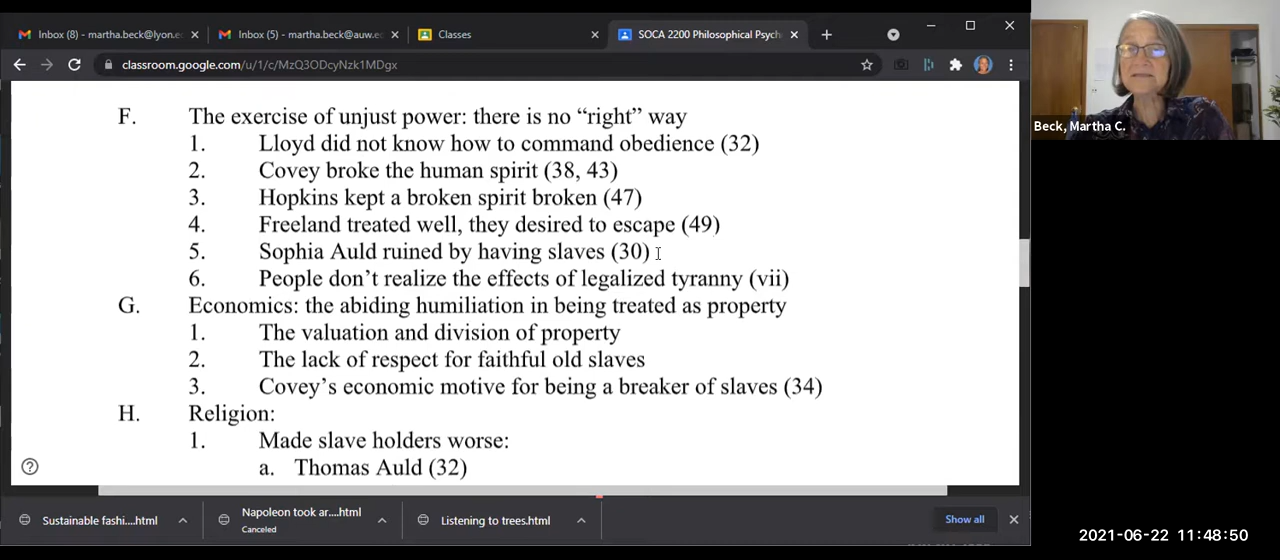 Inbox (8) - martha.beck@lyon.e
Inbox (5) - martha.beck@auw.e
Classes
SOCA 2200 Philosophical Psych
classroom.google.com/u/1/c/MzQ3ODcyNzk1MDgx
Beck, Martha C.
F. The exercise of unjust power: there is no “right” way
1. Lloyd did not know how to command obedience (32)
2. Covey broke the human spirit (38, 43)
3. Hopkins kept a broken spirit broken (47)
4. Freeland treated well, they desired to escape (49)
5. Sophia Auld ruined by having slaves (30)
6. People don’t realize the effects of legalized tyranny (vii)
G. Economics: the abiding humiliation in being treated as property
1. The valuation and division of property
2. The lack of respect for faithful old slaves
3. Covey’s economic motive for being a breaker of slaves (34)
H. Religion:
1. Made slave holders worse:
a. Thomas Auld (32)
Sustainable fashi....html
Napoleon took ar....html
Canceled
Listening to trees.html
Show all
2021-06-22 11:48:50